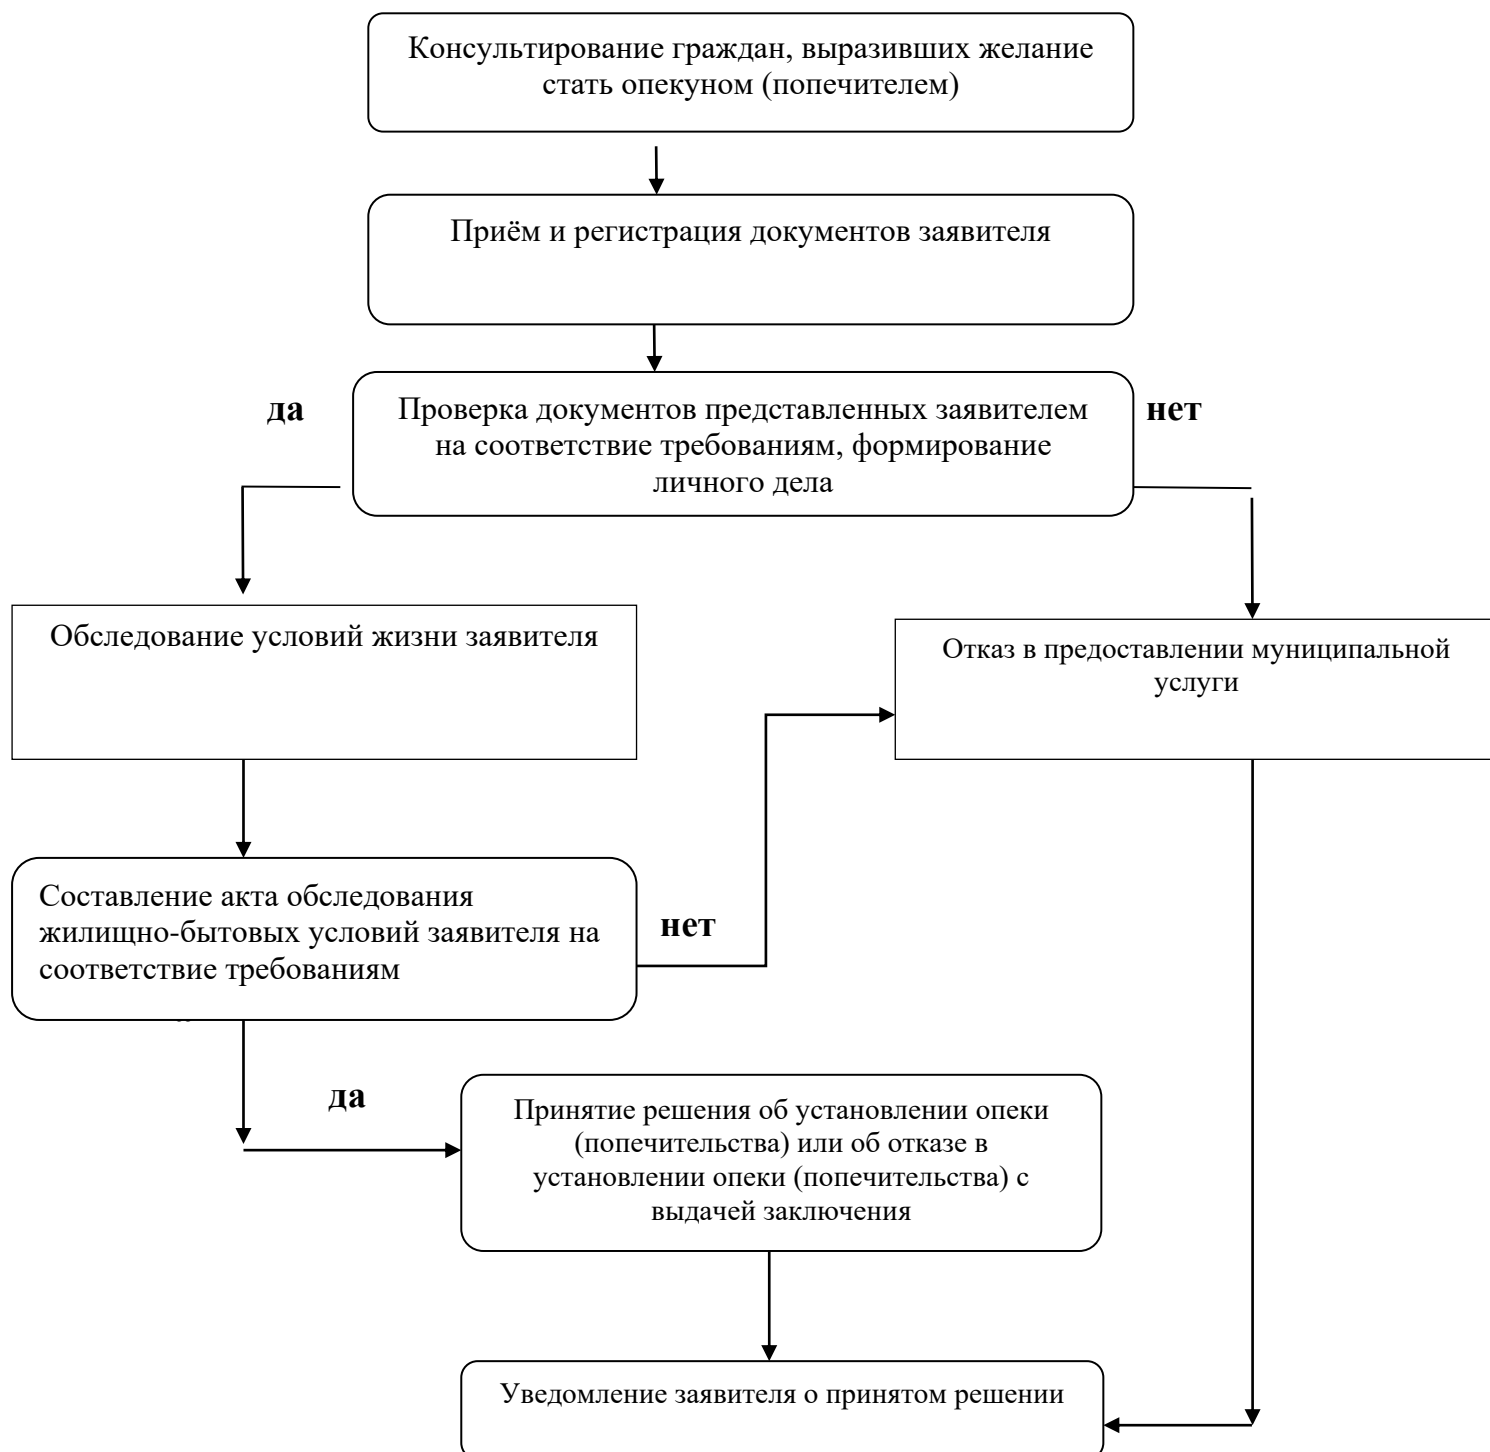 Консультирование граждан, выразивших желание
стать опекуном (попечителем)
Приём и регистрация документов заявителя
да
Проверка документов представленных заявителем
на соответствие требованиям, формирование
личного дела
нет
Обследование условий жизни заявителя
Отказ в предоставлении муниципальной
услуги
Составление акта обследования
жилищно-бытовых условий заявителя на
соответствие требованиям
нет
да
Принятие решения об установлении опеки
(попечительства) или об отказе в
установлении опеки (попечительства) с
выдачей заключения
Уведомление заявителя о принятом решении